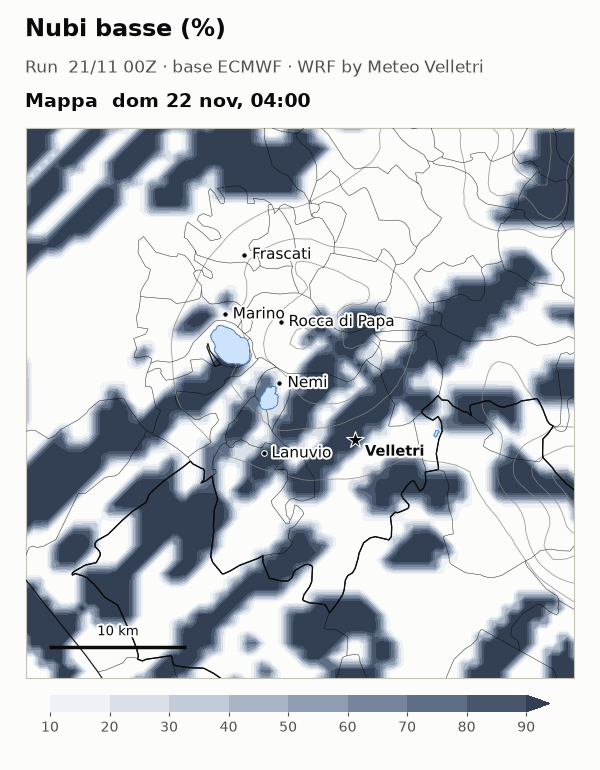 Nubi basse (%)
Run 21/11 00Z · base ECMWF · WRF by Meteo Velletri
Mappa dom 22 nov, 04:00
Frascati
Marino
Rocca di Papa
Nemi
Velletri
Lanuvio
10 km
10 20 30 40 50 60 70 80 90